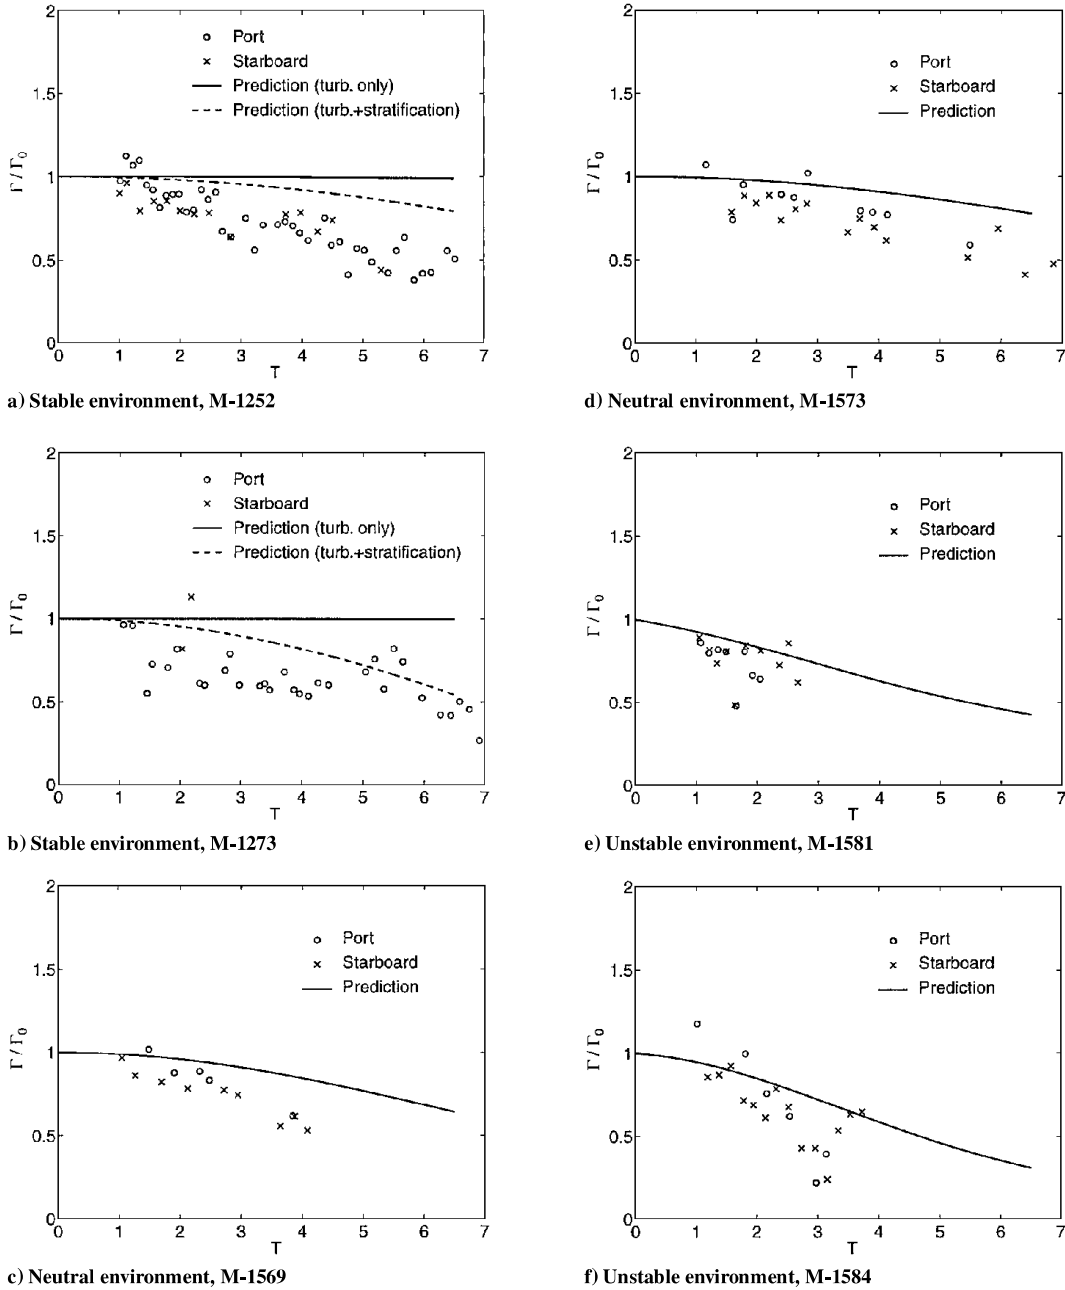 2
1.5
1
0.5
0
Γ / Γ0
Port
Starboard
Prediction (turb. only)
Prediction (turb.+stratification)
0 1 2 3 4 5 6 7
T
a) Stable environment, M-1252
2
1.5
1
0.5
0
Γ / Γ0
Port
Starboard
Prediction (turb. only)
Prediction (turb.+stratification)
0 1 2 3 4 5 6 7
T
b) Stable environment, M-1273
2
1.5
1
0.5
0
Γ / Γ0
Port
Starboard
Prediction
0 1 2 3 4 5 6 7
T
c) Neutral environment, M-1569
2
1.5
1
0.5
0
Γ / Γ0
Port
Starboard
Prediction
0 1 2 3 4 5 6 7
T
d) Neutral environment, M-1573
2
1.5
1
0.5
0
Γ / Γ0
Port
Starboard
Prediction
0 1 2 3 4 5 6 7
T
e) Unstable environment, M-1581
2
1.5
1
0.5
0
Γ / Γ0
Port
Starboard
Prediction
0 1 2 3 4 5 6 7
T
f) Unstable environment, M-1584